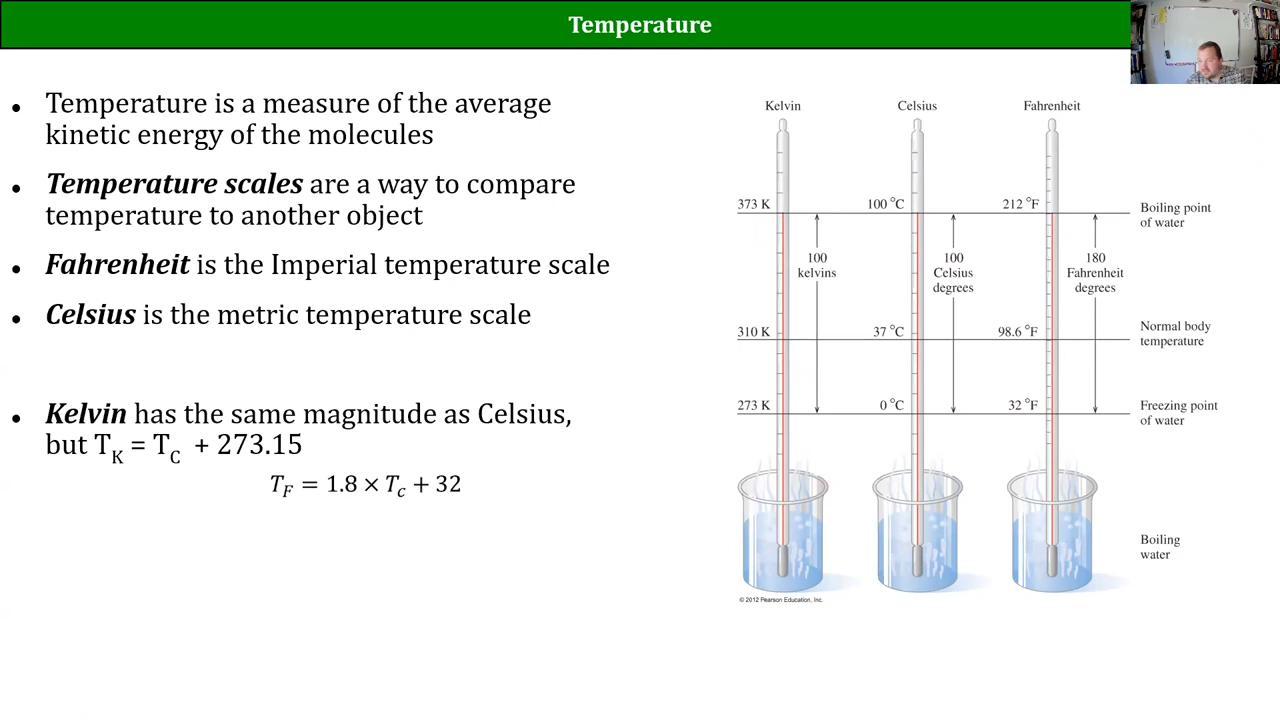 Temperature
• Temperature is a measure of the average
kinetic energy of the molecules
• Temperature scales are a way to compare
temperature to another object
• Fahrenheit is the Imperial temperature scale
• Celsius is the metric temperature scale
• Kelvin has the same magnitude as Celsius,
but T_K = T_C + 273.15
T_F = 1.8 × T_c + 32
Kelvin Celsius Fahrenheit
373 K 100 °C 212 °F Boiling point
of water
100 100 180
kelvins Celsius Fahrenheit
degrees degrees
310 K 37 °C 98.6 °F Normal body
temperature
273 K 0 °C 32 °F Freezing point
of water
Boiling
water
© 2012 Pearson Education, Inc.